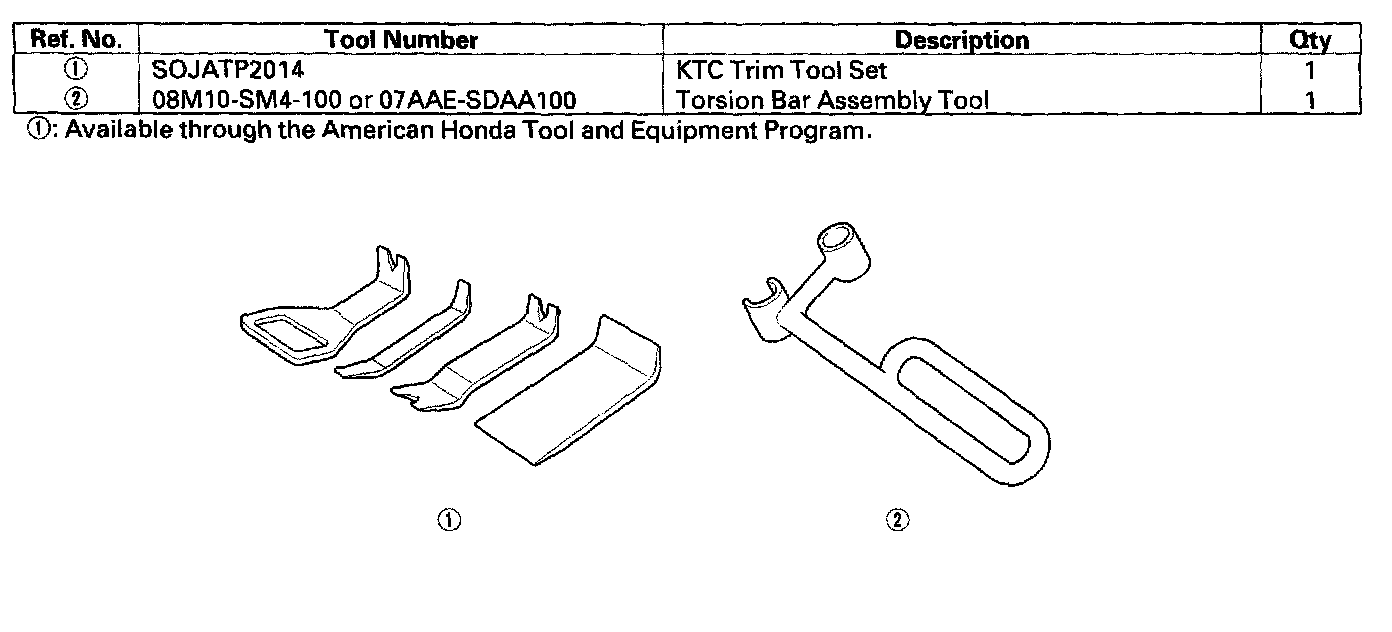 Ref. No. Tool Number Description Qty
① SOJATP2014 KTC Trim Tool Set 1
② 08M10-SM4-100 or 07AAE-SDAA100 Torsion Bar Assembly Tool 1
①: Available through the American Honda Tool and Equipment Program.
① ②